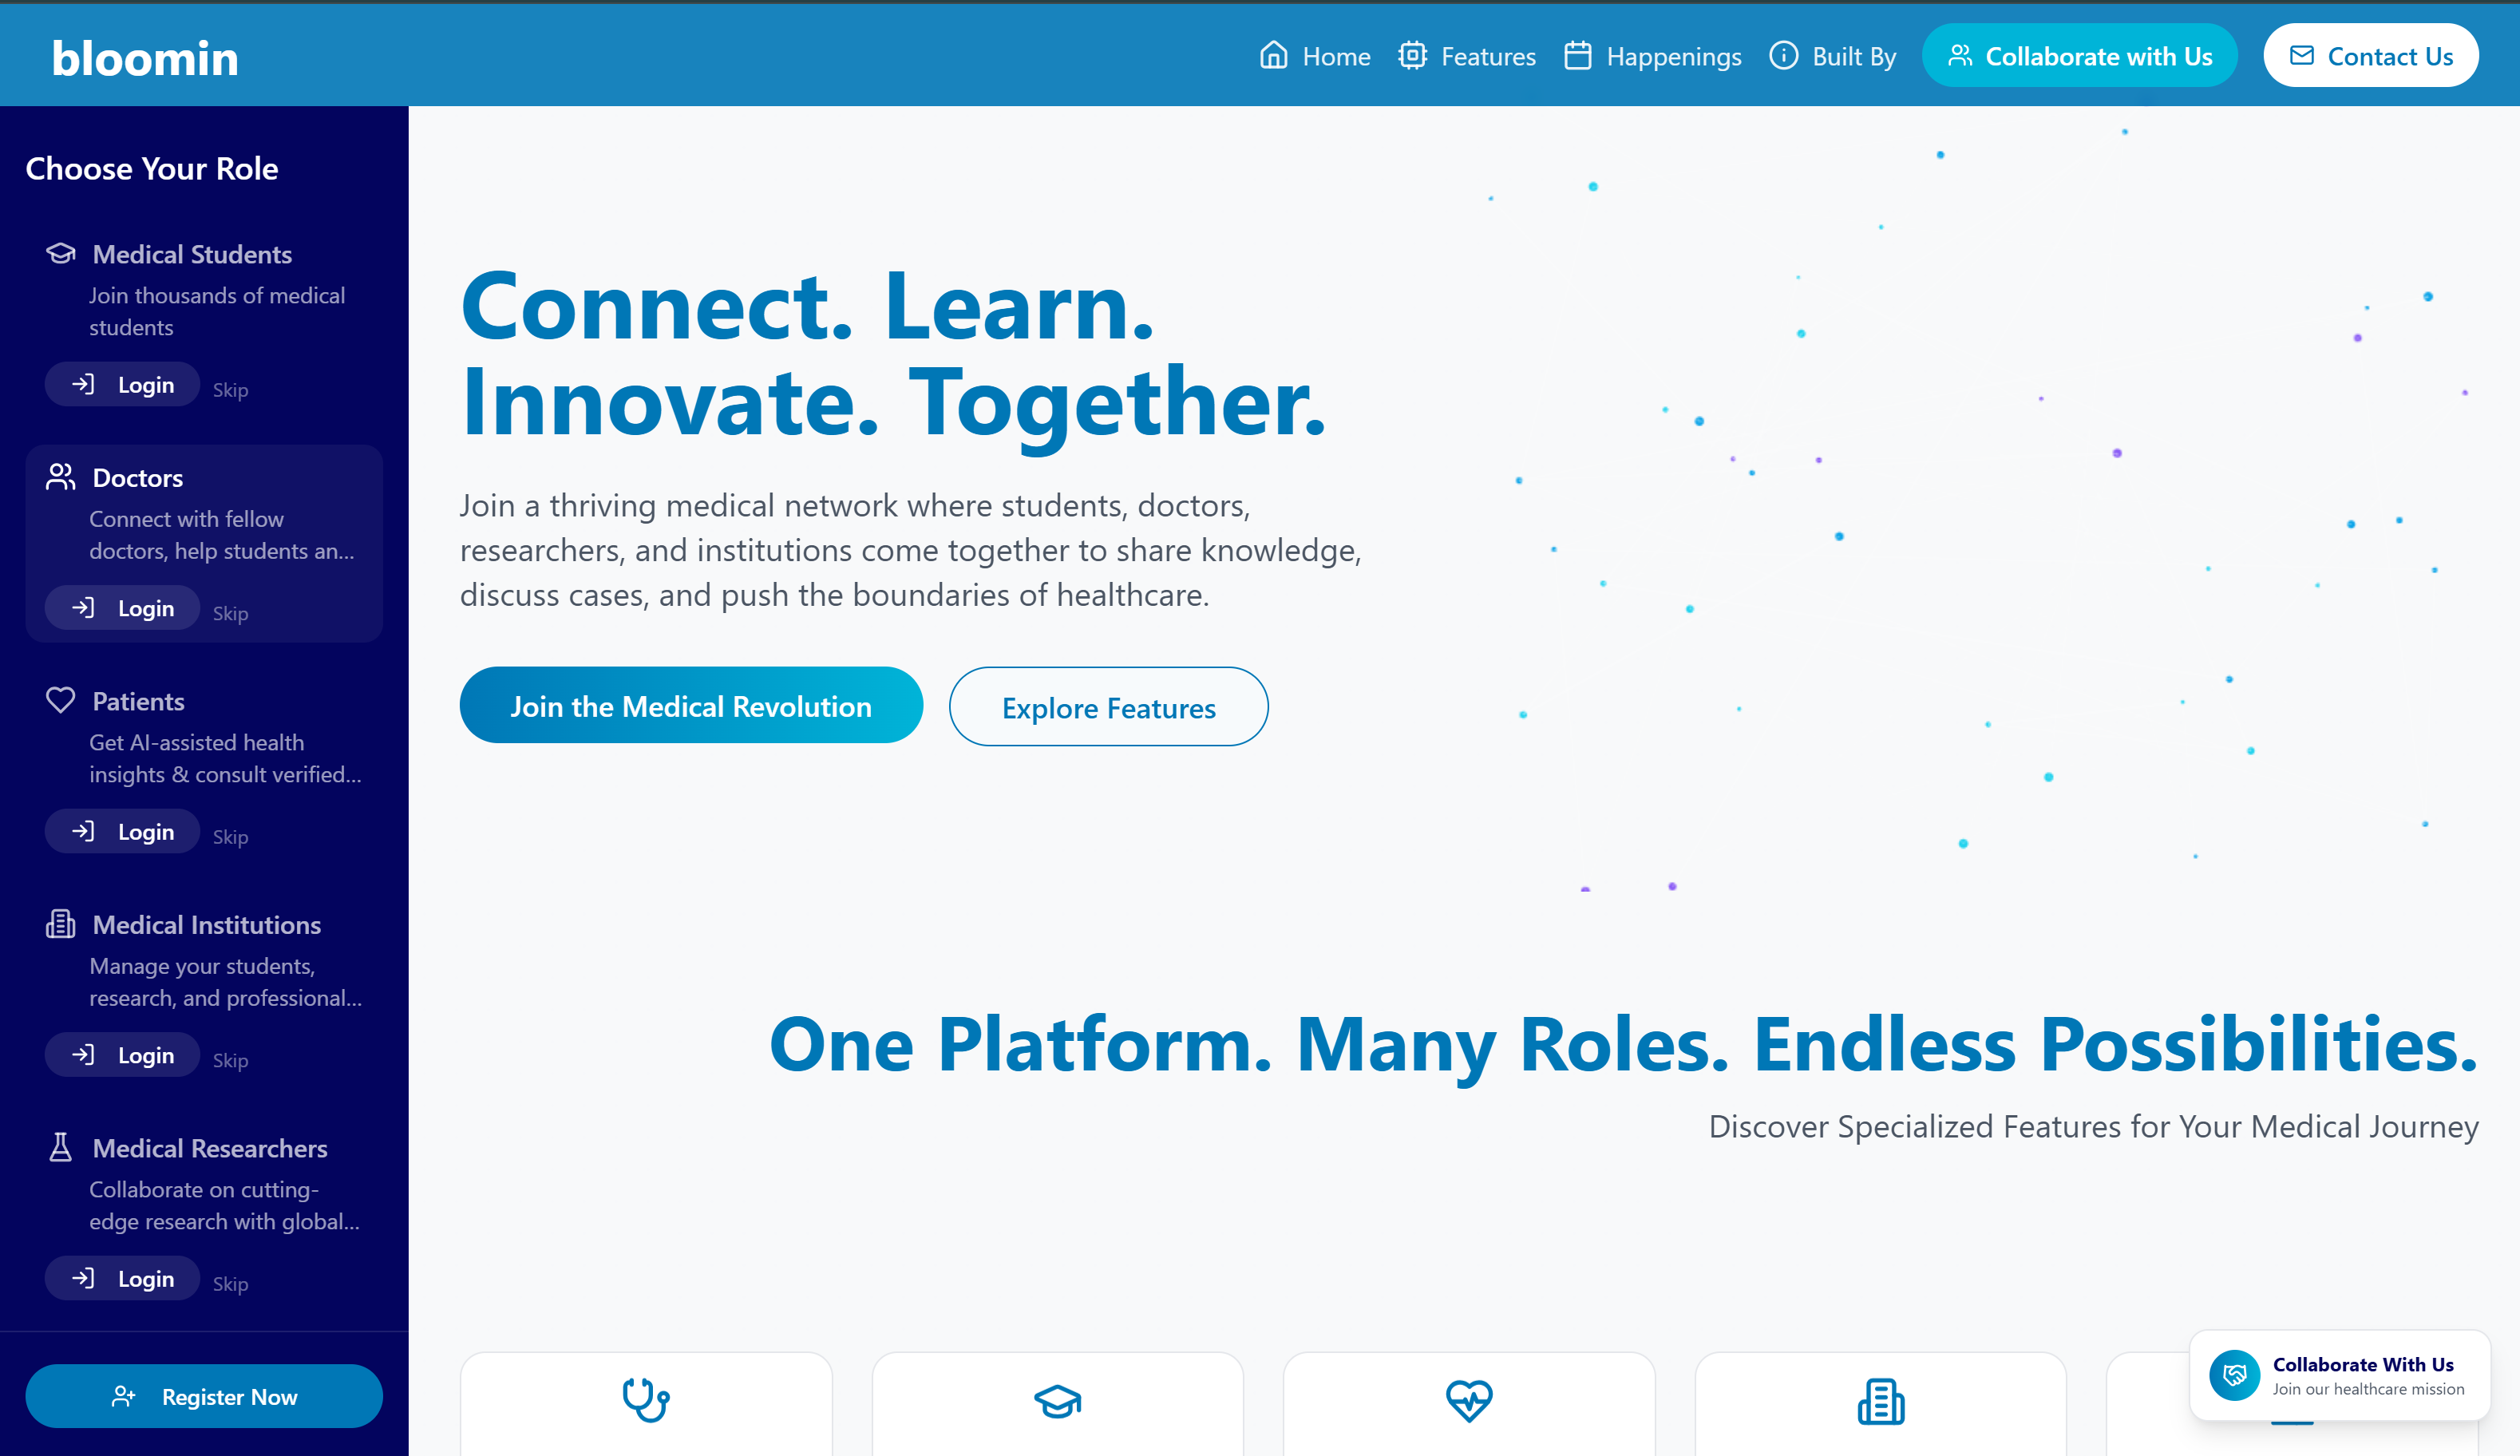 bloomin
Home
Features
Happenings
Built By
Collaborate with Us
Contact Us
Choose Your Role
Medical Students
Join thousands of medical
students
Login
Skip
Doctors
Connect with fellow
doctors, help students an...
Login
Skip
Patients
Get AI-assisted health
insights & consult verified...
Login
Skip
Medical Institutions
Manage your students,
research, and professional...
Login
Skip
Medical Researchers
Collaborate on cutting-
edge research with global...
Login
Skip
Register Now
Connect. Learn.
Innovate. Together.
Join a thriving medical network where students, doctors,
researchers, and institutions come together to share knowledge,
discuss cases, and push the boundaries of healthcare.
Join the Medical Revolution
Explore Features
One Platform. Many Roles. Endless Possibilities.
Discover Specialized Features for Your Medical Journey
Collaborate With Us
Join our healthcare mission